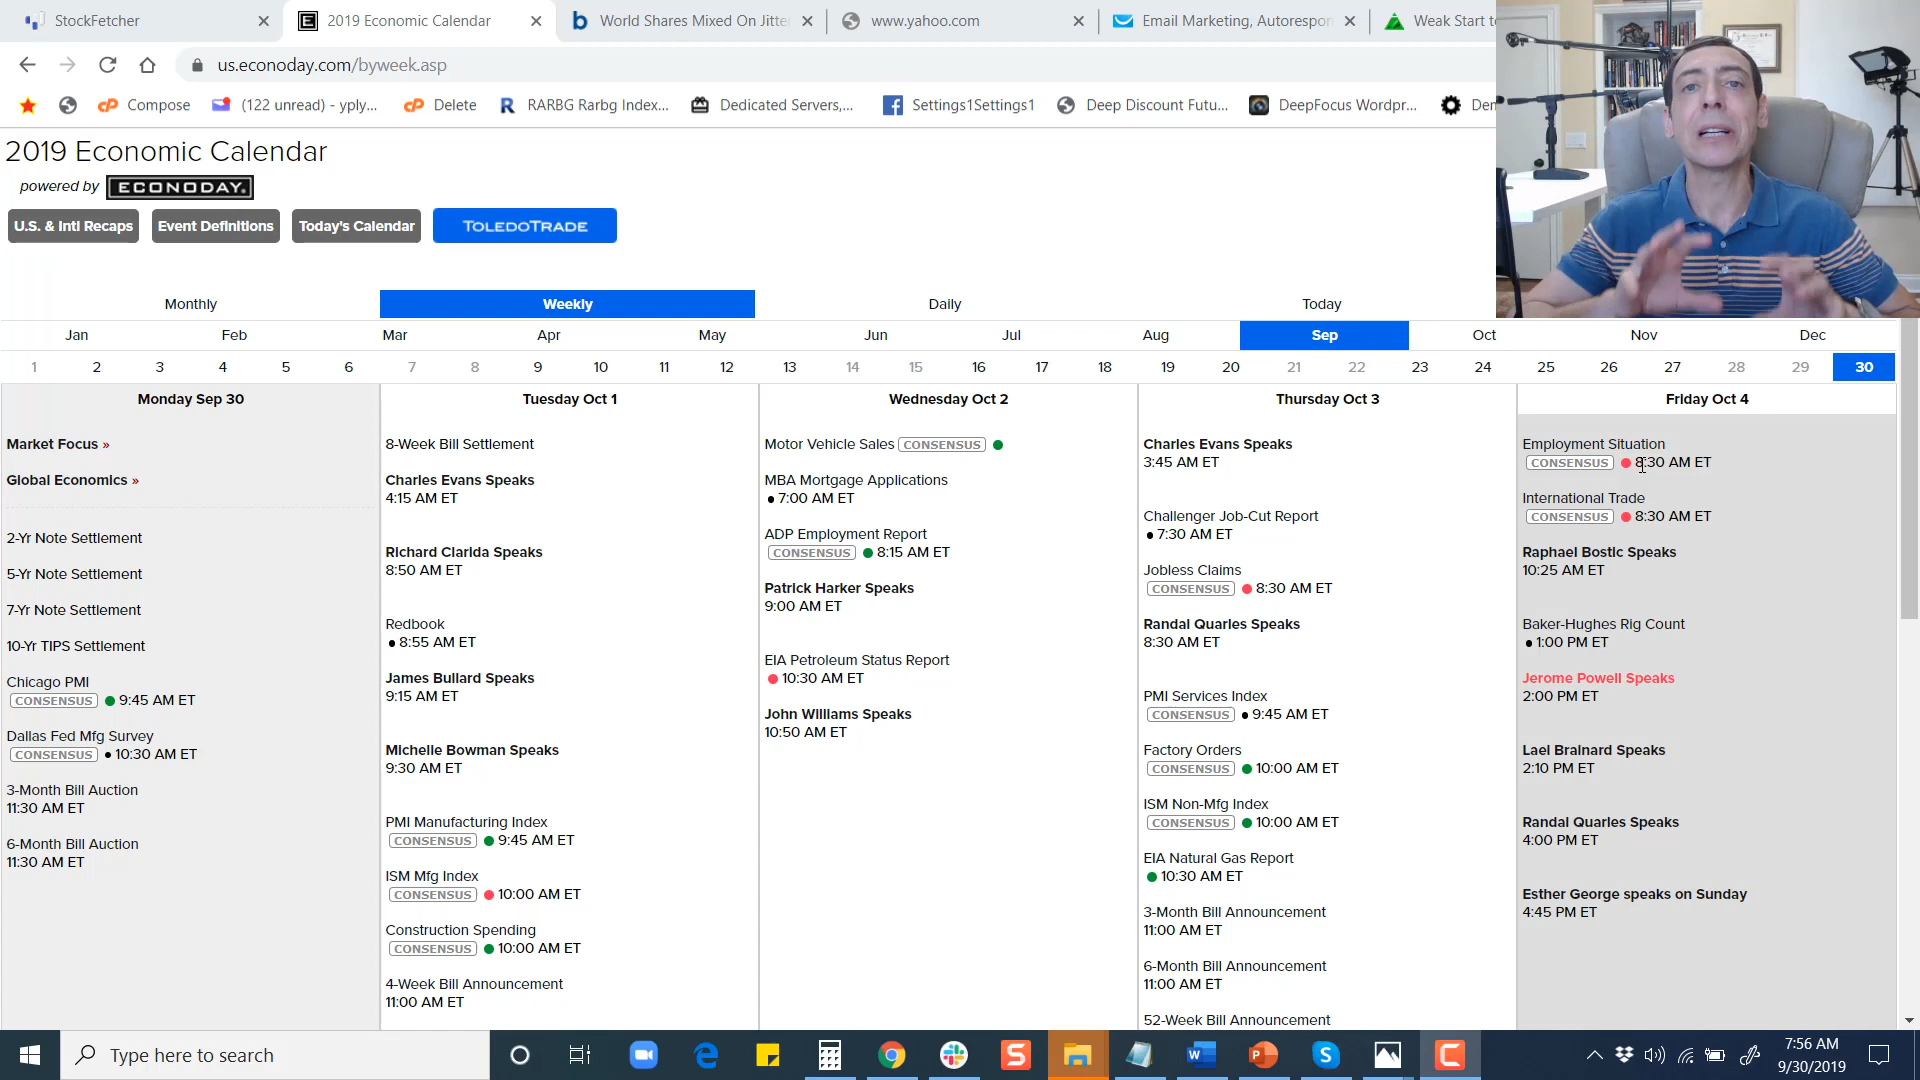 StockFetcher
2019 Economic Calendar
World Shares Mixed On Jitte
www.yahoo.com
Email Marketing, Autorespon
Weak Start t
us.econoday.com/byweek.asp
Compose
(122 unread) - yply...
Delete
RARBG Rarbg Index...
Dedicated Servers,...
Settings1Settings1
Deep Discount Futu...
DeepFocus Wordpr...
Den
2019 Economic Calendar
powered by ECONODAY.
U.S. & Intl Recaps
Event Definitions
Today's Calendar
TOLEDOTRADE
Monthly Weekly Daily Today
Jan Feb Mar Apr May Jun Jul Aug Sep Oct Nov Dec
1 2 3 4 5 6 7 8 9 10 11 12 13 14 15 16 17 18 19 20 21 22 23 24 25 26 27 28 29 30
Monday Sep 30
Market Focus »
Global Economics »
2-Yr Note Settlement
5-Yr Note Settlement
7-Yr Note Settlement
10-Yr TIPS Settlement
Chicago PMI
CONSENSUS 9:45 AM ET
Dallas Fed Mfg Survey
CONSENSUS 10:30 AM ET
3-Month Bill Auction
11:30 AM ET
6-Month Bill Auction
11:30 AM ET
Tuesday Oct 1
8-Week Bill Settlement
Charles Evans Speaks
4:15 AM ET
Richard Clarida Speaks
8:50 AM ET
Redbook
8:55 AM ET
James Bullard Speaks
9:15 AM ET
Michelle Bowman Speaks
9:30 AM ET
PMI Manufacturing Index
CONSENSUS 9:45 AM ET
ISM Mfg Index
CONSENSUS 10:00 AM ET
Construction Spending
CONSENSUS 10:00 AM ET
4-Week Bill Announcement
11:00 AM ET
Wednesday Oct 2
Motor Vehicle Sales CONSENSUS
MBA Mortgage Applications
7:00 AM ET
ADP Employment Report
CONSENSUS 8:15 AM ET
Patrick Harker Speaks
9:00 AM ET
EIA Petroleum Status Report
10:30 AM ET
John Williams Speaks
10:50 AM ET
Thursday Oct 3
Charles Evans Speaks
3:45 AM ET
Challenger Job-Cut Report
7:30 AM ET
Jobless Claims
CONSENSUS 8:30 AM ET
Randal Quarles Speaks
8:30 AM ET
PMI Services Index
CONSENSUS 9:45 AM ET
Factory Orders
CONSENSUS 10:00 AM ET
ISM Non-Mfg Index
CONSENSUS 10:00 AM ET
EIA Natural Gas Report
10:30 AM ET
3-Month Bill Announcement
11:00 AM ET
6-Month Bill Announcement
11:00 AM ET
52-Week Bill Announcement
Friday Oct 4
Employment Situation
CONSENSUS 8:30 AM ET
International Trade
CONSENSUS 8:30 AM ET
Raphael Bostic Speaks
10:25 AM ET
Baker-Hughes Rig Count
1:00 PM ET
Jerome Powell Speaks
2:00 PM ET
Lael Brainard Speaks
2:10 PM ET
Randal Quarles Speaks
4:00 PM ET
Esther George speaks on Sunday
4:45 PM ET
Type here to search
7:56 AM
9/30/2019